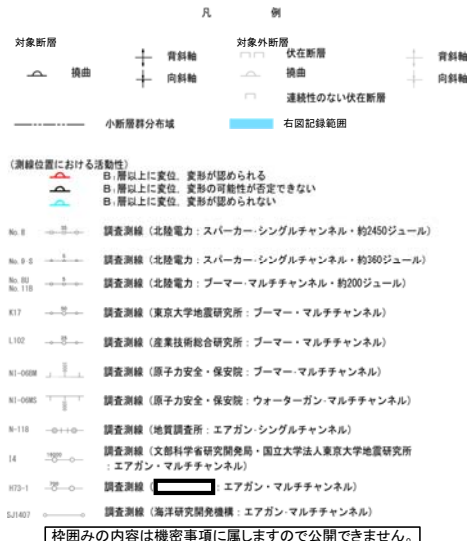 凡 例
対象断層
対象外断層
撓曲
背斜軸
向斜軸
伏在断層
撓曲
連続性のない伏在断層
背斜軸
向斜軸
小断層群分布域
右図記録範囲
(測線位置における活動性)
B₁層以上に変位、変形が認められる
B₁層以上に変位、変形の可能性が否定できない
B₁層以上に変位、変形が認められない
No.8 調査測線（北陸電力：スパーカー・シングルチャンネル・約2450ジュール）
No.9-S 調査測線（北陸電力：スパーカー・シングルチャンネル・約360ジュール）
No.8U
No.11B 調査測線（北陸電力：ブーマー・マルチチャンネル・約200ジュール）
K17 調査測線（東京大学地震研究所：ブーマー・マルチチャンネル）
L102 調査測線（産業技術総合研究所：ブーマー・マルチチャンネル）
NI-06BM 調査測線（原子力安全・保安院：ブーマー・マルチチャンネル）
NI-06MS 調査測線（原子力安全・保安院：ウォーターガン・マルチチャンネル）
N-118 調査測線（地質調査所：エアガン・シングルチャンネル）
I4 調査測線（文部科学省研究開発局・国立大学法人東京大学地震研究所
：エアガン・マルチチャンネル）
H73-1 調査測線（ ：エアガン・マルチチャンネル）
SJ1407 調査測線（海洋研究開発機構：エアガン・マルチチャンネル）
枠囲みの内容は機密事項に属しますので公開できません。